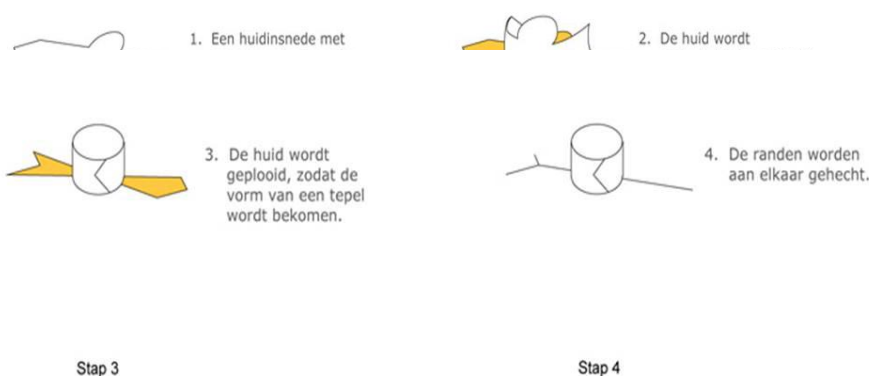 1. Een huidinsnede met
2. De huid wordt
3. De huid wordt
geplooid, zodat de
vorm van een tepel
wordt bekomen.
4. De randen worden
aan elkaar gehecht.
Stap 3
Stap 4